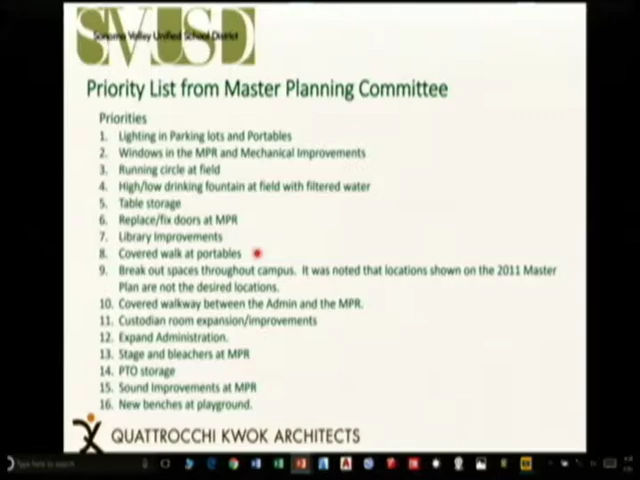 SVUSD
Sonoma Valley Unified School District
Priority List from Master Planning Committee
Priorities
1. Lighting in Parking lots and Portables
2. Windows in the MPR and Mechanical Improvements
3. Running circle at field
4. High/low drinking fountain at field with filtered water
5. Table storage
6. Replace/fix doors at MPR
7. Library Improvements
8. Covered walk at portables
9. Break out spaces throughout campus. It was noted that locations shown on the 2011 Master
Plan are not the desired locations.
10. Covered walkway between the Admin and the MPR.
11. Custodian room expansion/improvements
12. Expand Administration.
13. Stage and bleachers at MPR
14. PTO storage
15. Sound Improvements at MPR
16. New benches at playground.
QUATTROCCHI KWOK ARCHITECTS
Type here to search